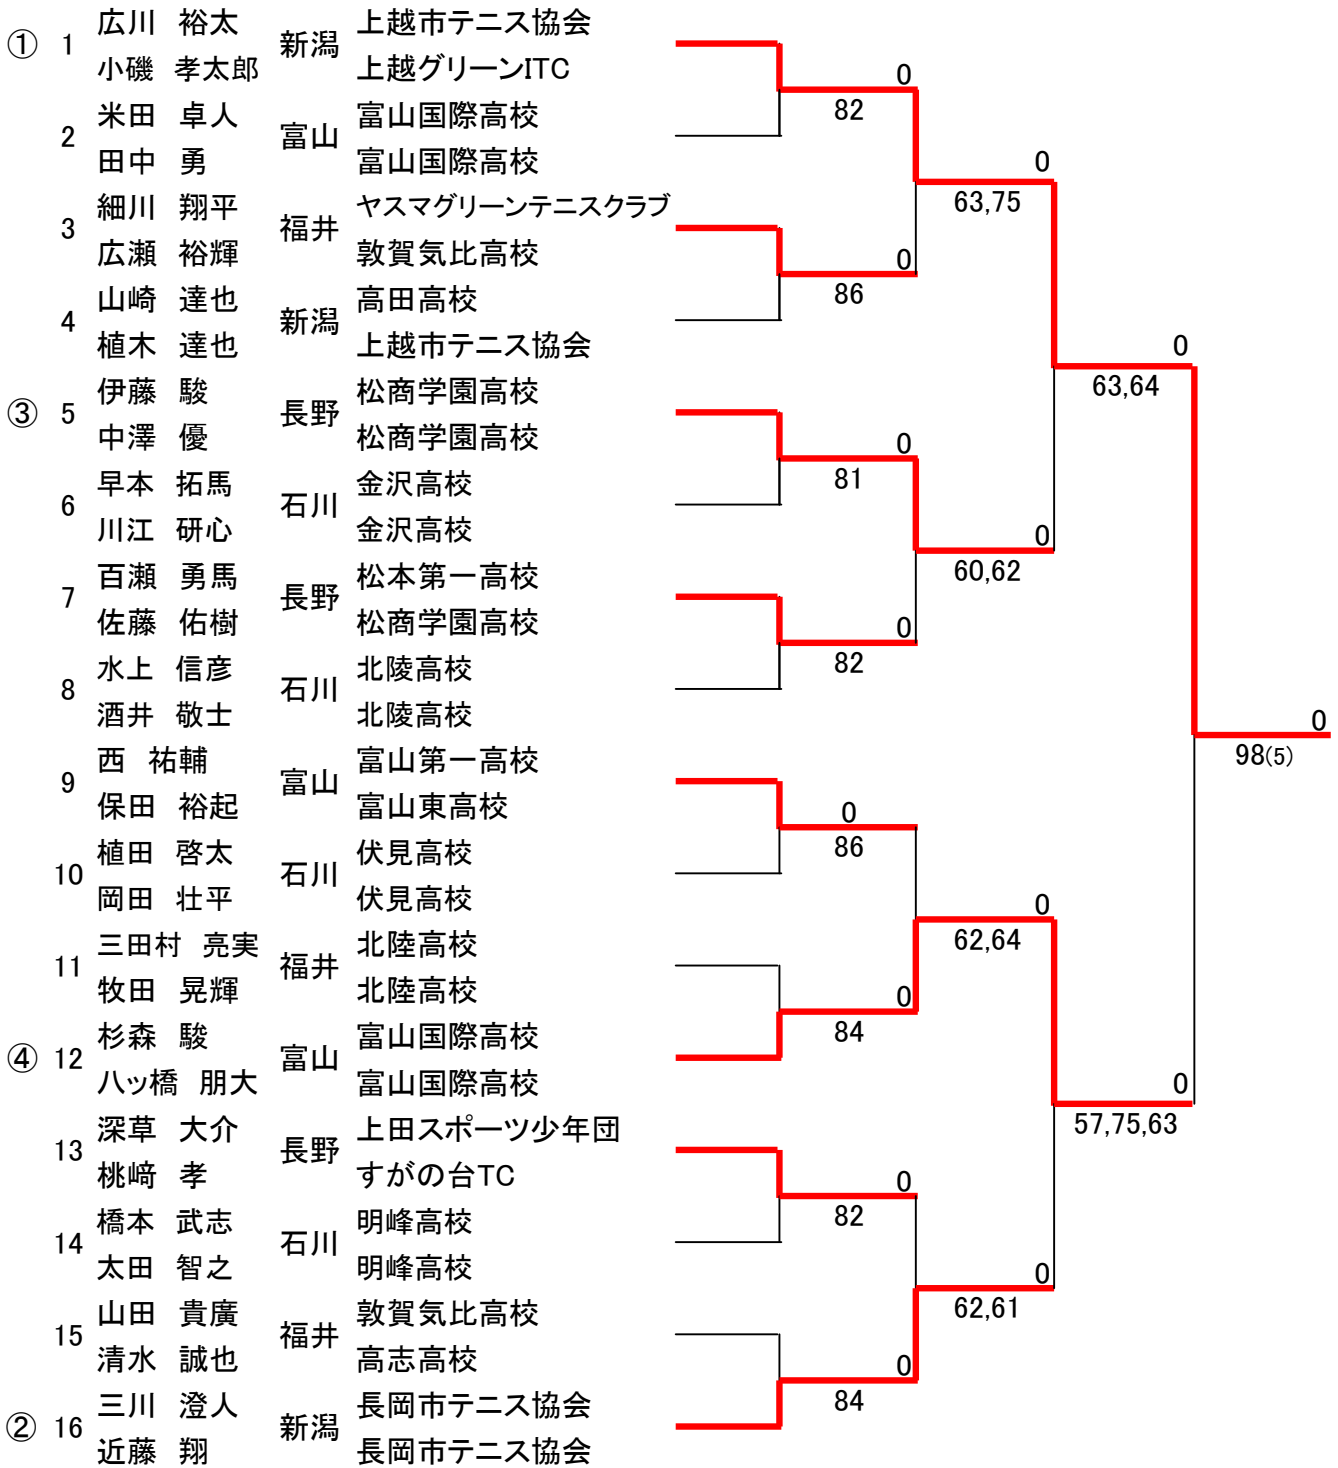 広川 裕太 上越市テニス協会
① 1 新潟
小磯 孝太郎 上越グリーンITC
0
82
米田 卓人 富山国際高校
2 富山
田中 勇 富山国際高校
0
63,75
細川 翔平 ヤスマグリーンテニスクラブ
3 福井
広瀬 裕輝 敦賀気比高校
0
86
山崎 達也 高田高校
4 新潟
植木 達也 上越市テニス協会
0
63,64
伊藤 駿 松商学園高校
③ 5 長野
中澤 優 松商学園高校
0
81
早本 拓馬 金沢高校
6 石川
川江 研心 金沢高校
0
60,62
百瀬 勇馬 松本第一高校
7 長野
佐藤 佑樹 松商学園高校
0
82
水上 信彦 北陵高校
8 石川
酒井 敬士 北陵高校
0
98(5)
西 祐輔 富山第一高校
9 富山
保田 裕起 富山東高校
0
86
植田 啓太 伏見高校
10 石川
岡田 壮平 伏見高校
0
62,64
三田村 亮実 北陸高校
11 福井
牧田 晃輝 北陸高校
0
84
杉森 駿 富山国際高校
④ 12 富山
八ッ橋 朋大 富山国際高校
0
57,75,63
深草 大介 上田スポーツ少年団
13 長野
桃﨑 孝 すがの台TC
0
82
橋本 武志 明峰高校
14 石川
太田 智之 明峰高校
0
62,61
山田 貴廣 敦賀気比高校
15 福井
清水 誠也 高志高校
0
84
三川 澄人 長岡市テニス協会
② 16 新潟
近藤 翔 長岡市テニス協会